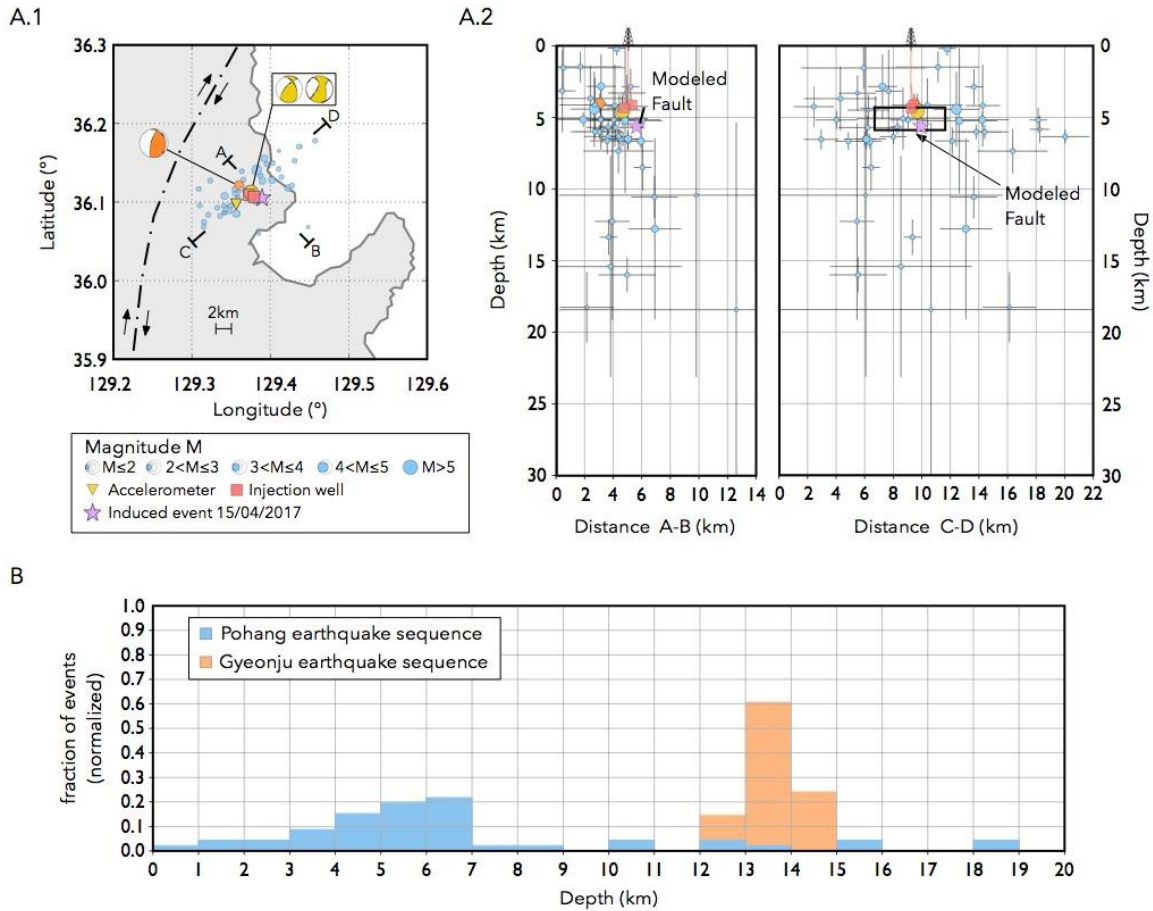 A.1
A.2
36.3
36.2
36.1
36.0
35.9
Latitude (°)
A
B
C
D
2km
129.2 129.3 129.4 129.5 129.6
Longitude (°)
Magnitude M
M≤2 2<M≤3 3<M≤4 4<M≤5 M>5
Accelerometer Injection well
Induced event 15/04/2017
0
5
10
15
20
25
30
Depth (km)
Modeled
Fault
0 2 4 6 8 10 12 14
Distance A-B (km)
Modeled
Fault
0
5
10
15
20
25
30
Depth (km)
0 2 4 6 8 10 12 14 16 18 20 22
Distance C-D (km)
B
1.0
0.9
0.8
0.7
0.6
0.5
0.4
0.3
0.2
0.1
0.0
fraction of events
(normalized)
Pohang earthquake sequence
Gyeonju earthquake sequence
0 1 2 3 4 5 6 7 8 9 10 11 12 13 14 15 16 17 18 19 20
Depth (km)